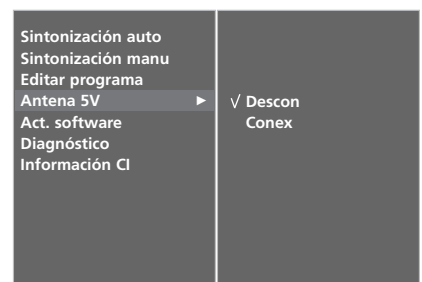 Sintonización auto
Sintonización manu
Editar programa
Antena 5V ►
Act. software
Diagnóstico
Información CI
√ Descon
Conex